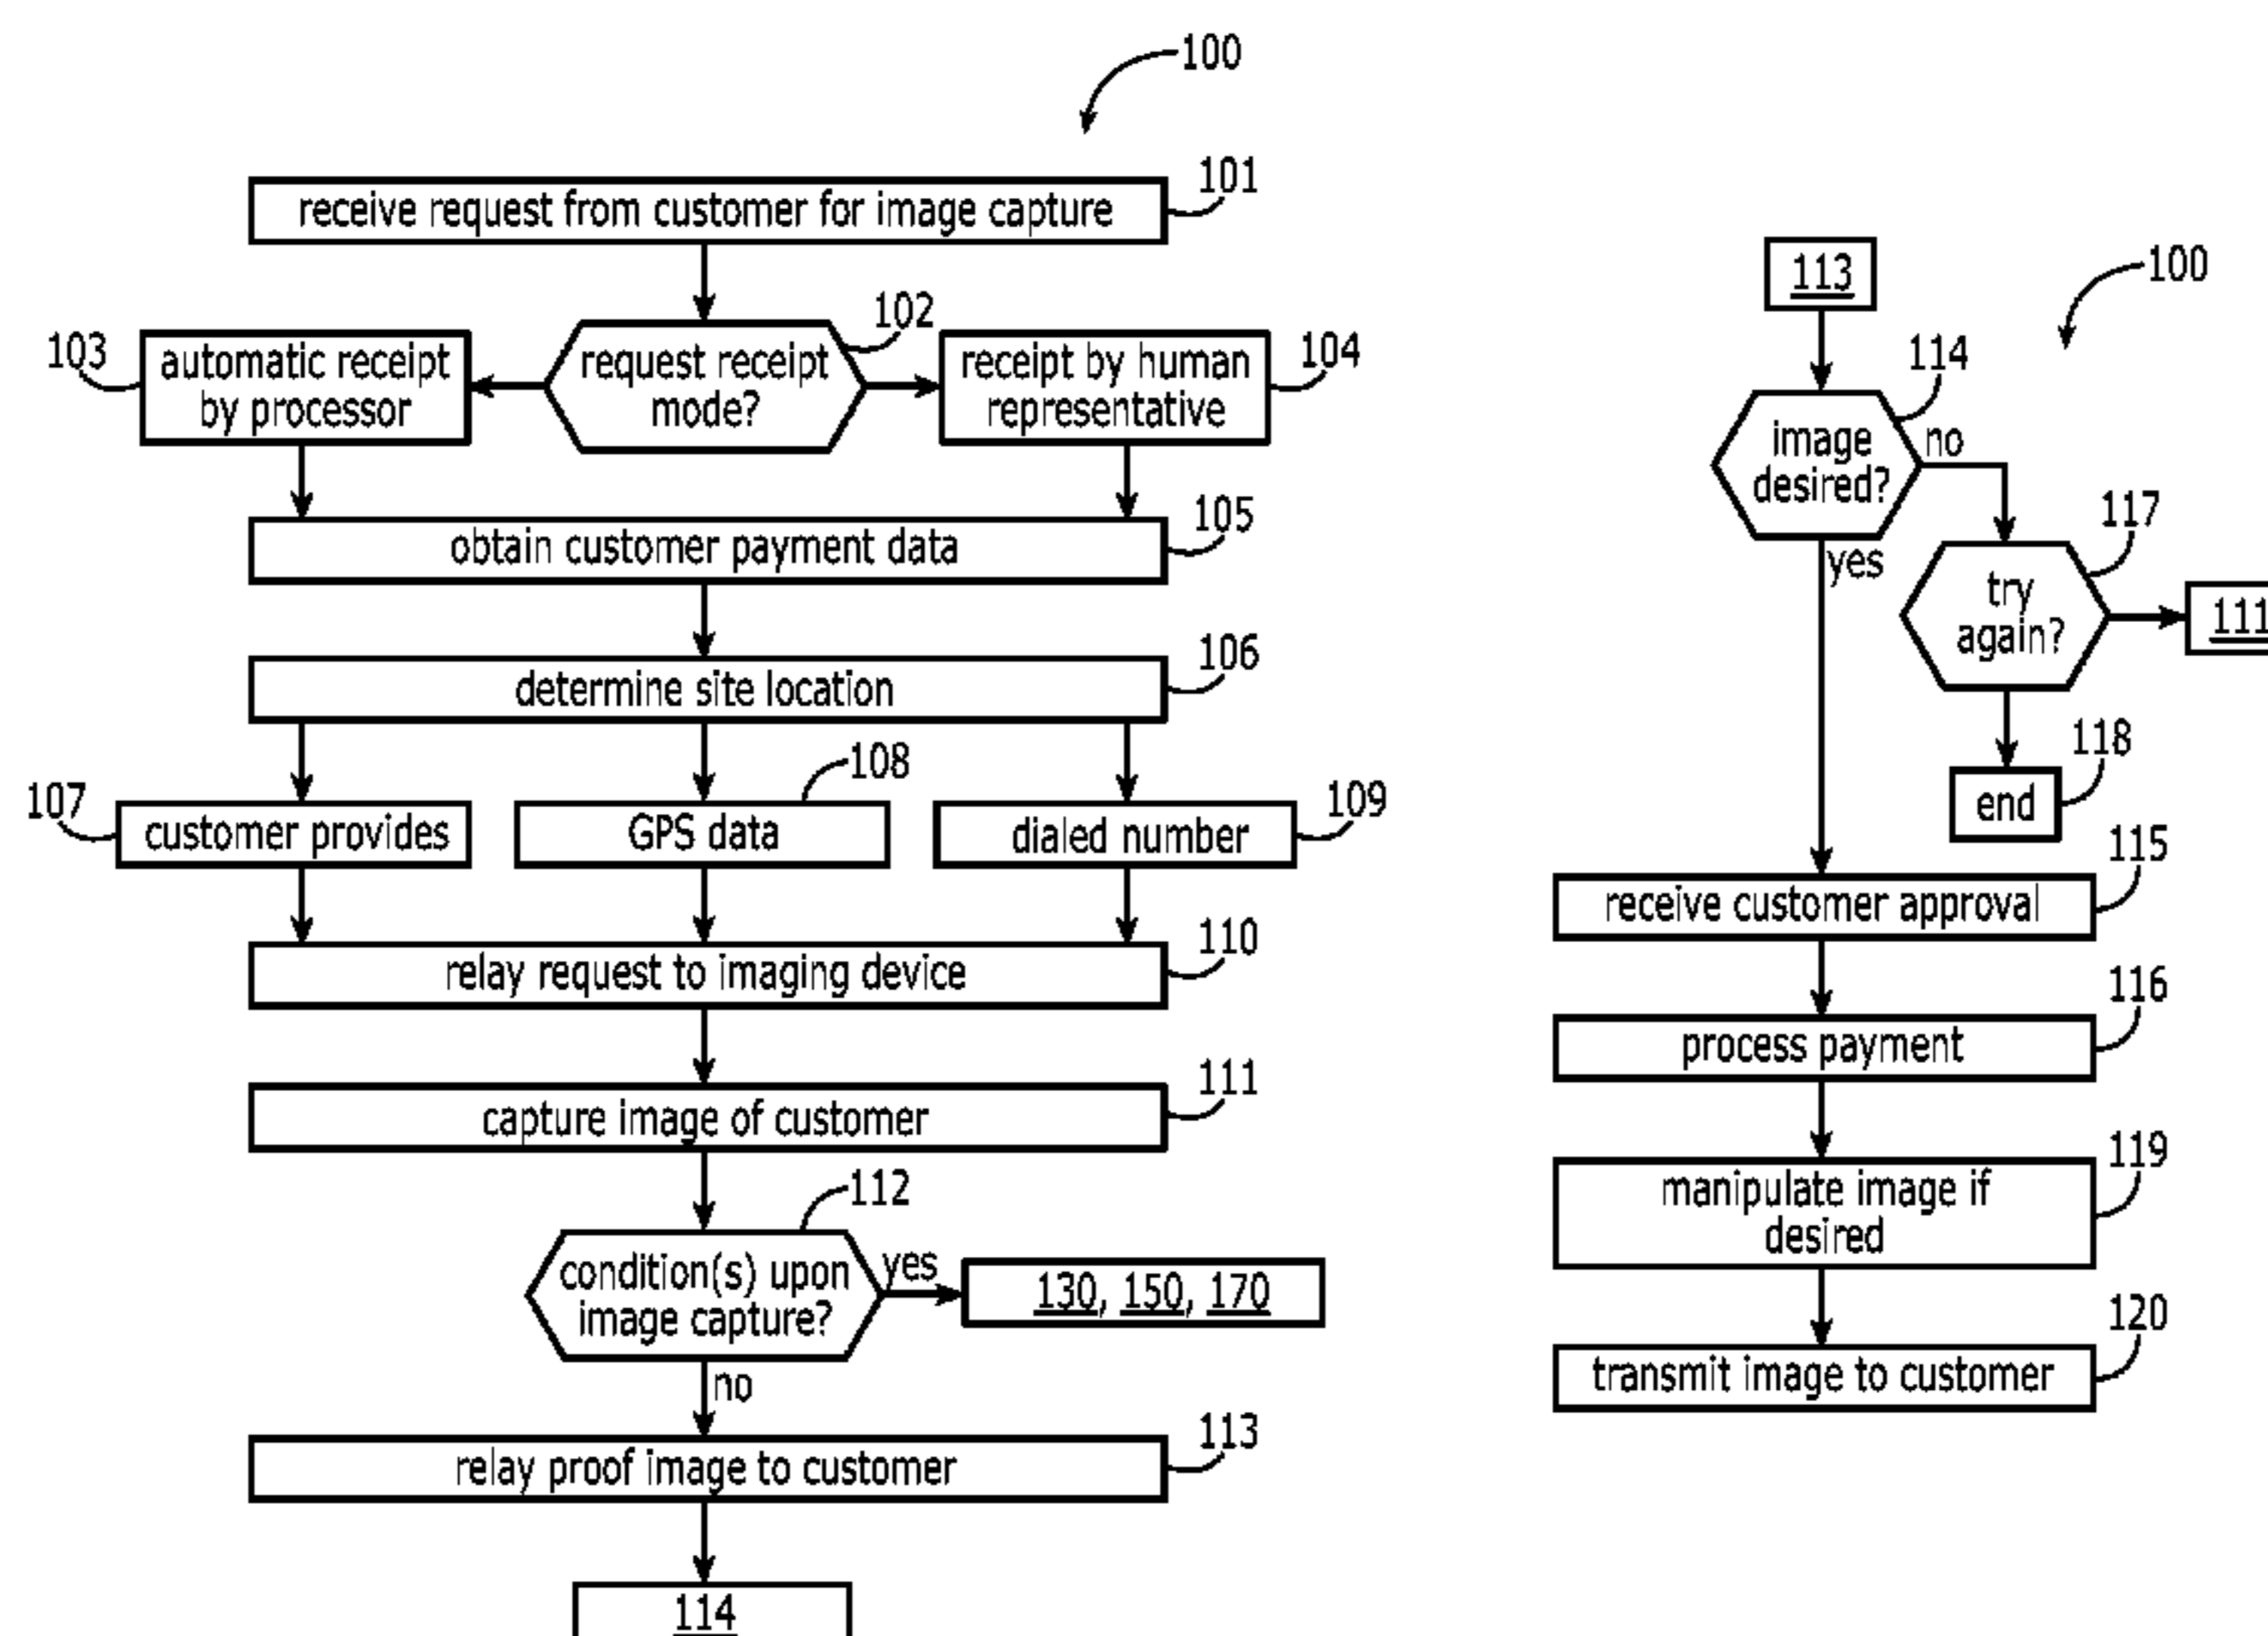 100
receive request from customer for image capture
101
102
103
automatic receipt
by processor
request receipt
mode?
receipt by human
representative
104
obtain customer payment data
105
determine site location
106
107
customer provides
108
GPS data
dialed number
109
relay request to imaging device
110
capture image of customer
111
112
condition(s) upon
image capture?
yes
130, 150, 170
no
relay proof image to customer
113
114
113
100
114
image
desired?
no
yes
117
try
again?
111
118
end
115
receive customer approval
116
process payment
119
manipulate image if
desired
120
transmit image to customer